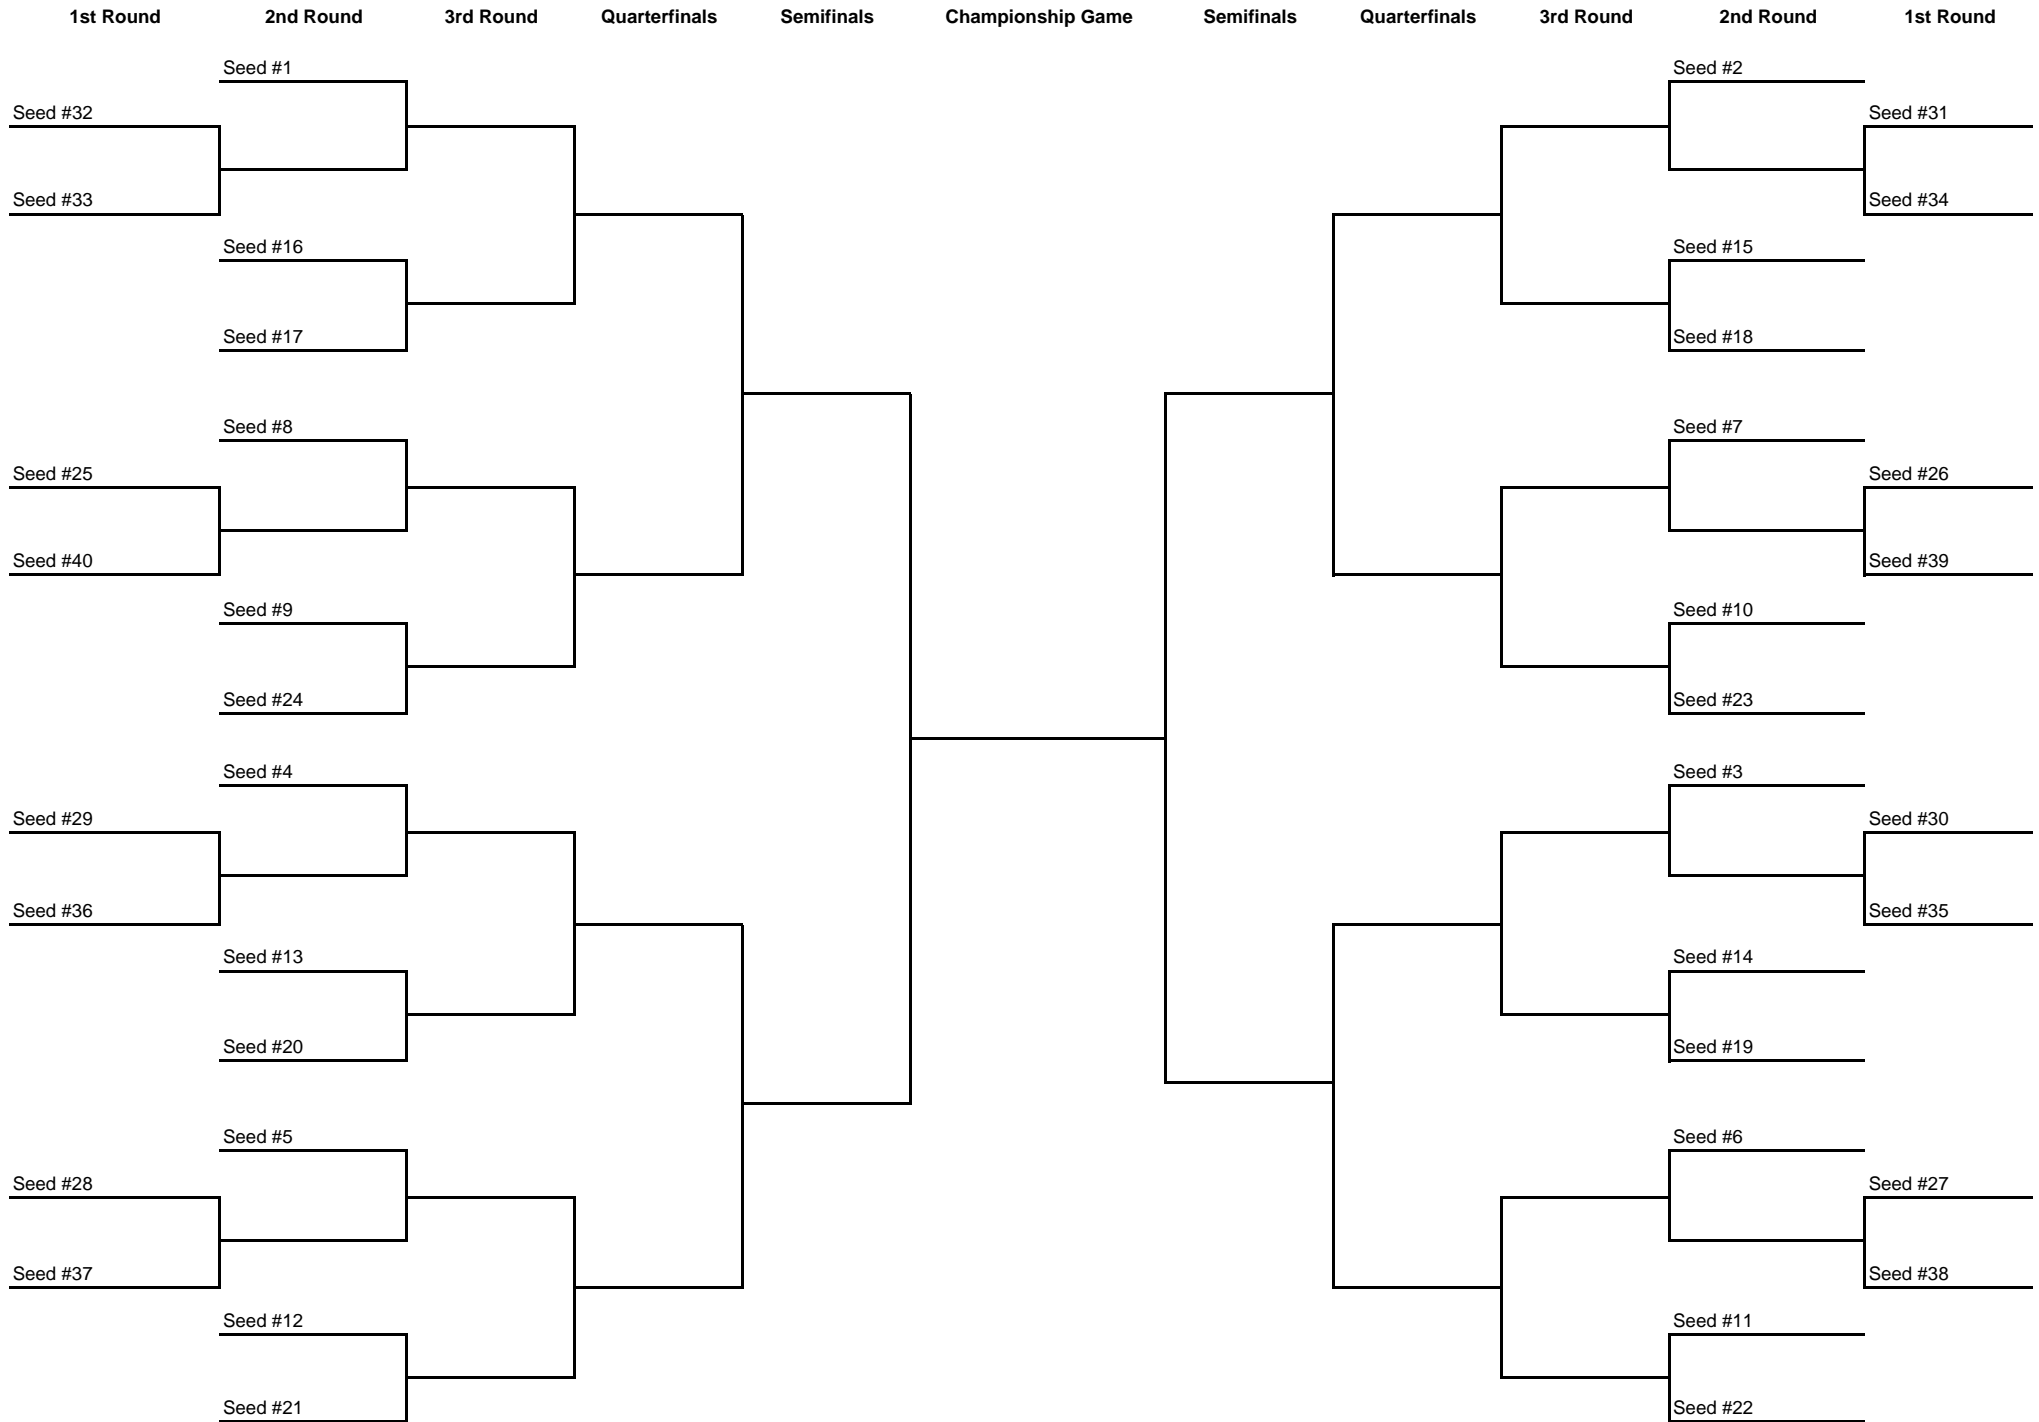 1st Round 2nd Round 3rd Round Quarterfinals Semifinals Championship Game Semifinals Quarterfinals 3rd Round 2nd Round 1st Round
Seed #1 Seed #2
Seed #32 Seed #31
Seed #33 Seed #34
Seed #16 Seed #15
Seed #17 Seed #18
Seed #8 Seed #7
Seed #25 Seed #26
Seed #40 Seed #39
Seed #9 Seed #10
Seed #24 Seed #23
Seed #4 Seed #3
Seed #29 Seed #30
Seed #36 Seed #35
Seed #13 Seed #14
Seed #20 Seed #19
Seed #5 Seed #6
Seed #28 Seed #27
Seed #37 Seed #38
Seed #12 Seed #11
Seed #21 Seed #22